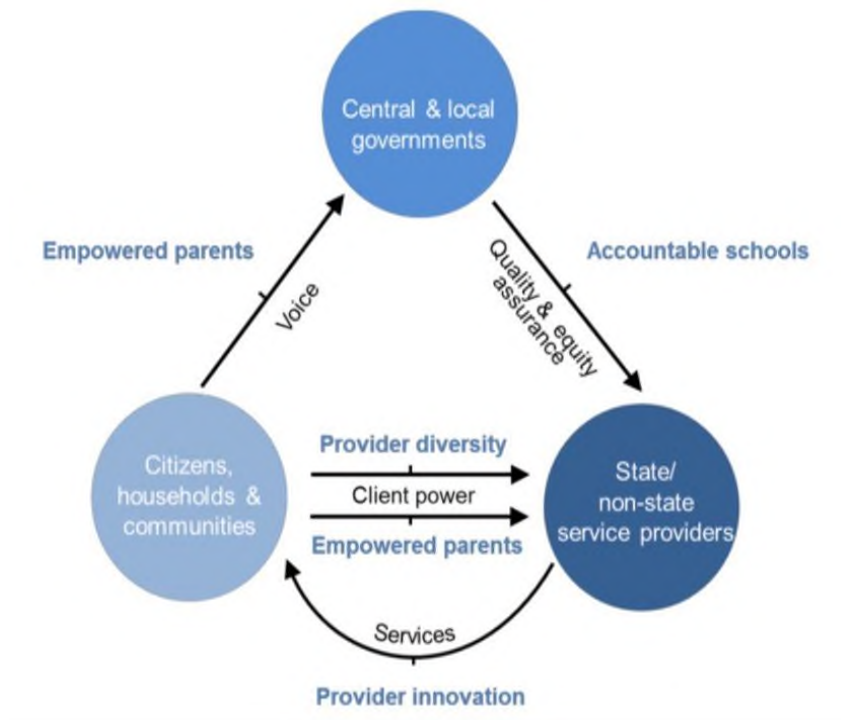 Central & local
governments
Empowered parents
Accountable schools
Voice
Quality & equity
assurance
Citizens,
households &
communities
Provider diversity
Client power
Empowered parents
State/
non-state
service providers
Services
Provider innovation